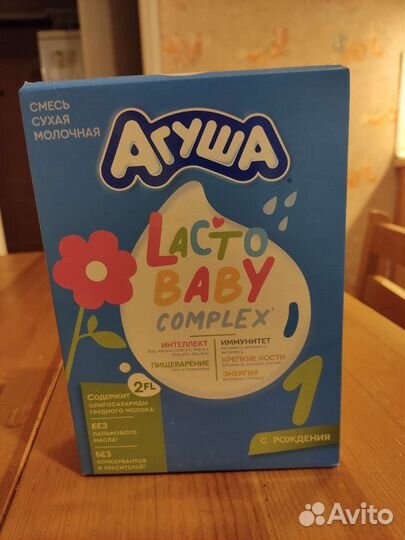 СМЕСЬ
СУХАЯ
МОЛОЧНАЯ
АГУША
LACTO
BABY
COMPLEX
ИНТЕЛЛЕКТ
ИММУНИТЕТ
ПИЩЕВАРЕНИЕ
КРЕПКИЕ КОСТИ
ЭНЕРГИЯ
2FL
СОДЕРЖИТ
ОЛИГОСАХАРИДЫ
ГРУДНОГО МОЛОКА
БЕЗ
ПАЛЬМОВОГО
МАСЛА
БЕЗ
КОНСЕРВАНТОВ
И КРАСИТЕЛЕЙ
1
С РОЖДЕНИЯ
Avito